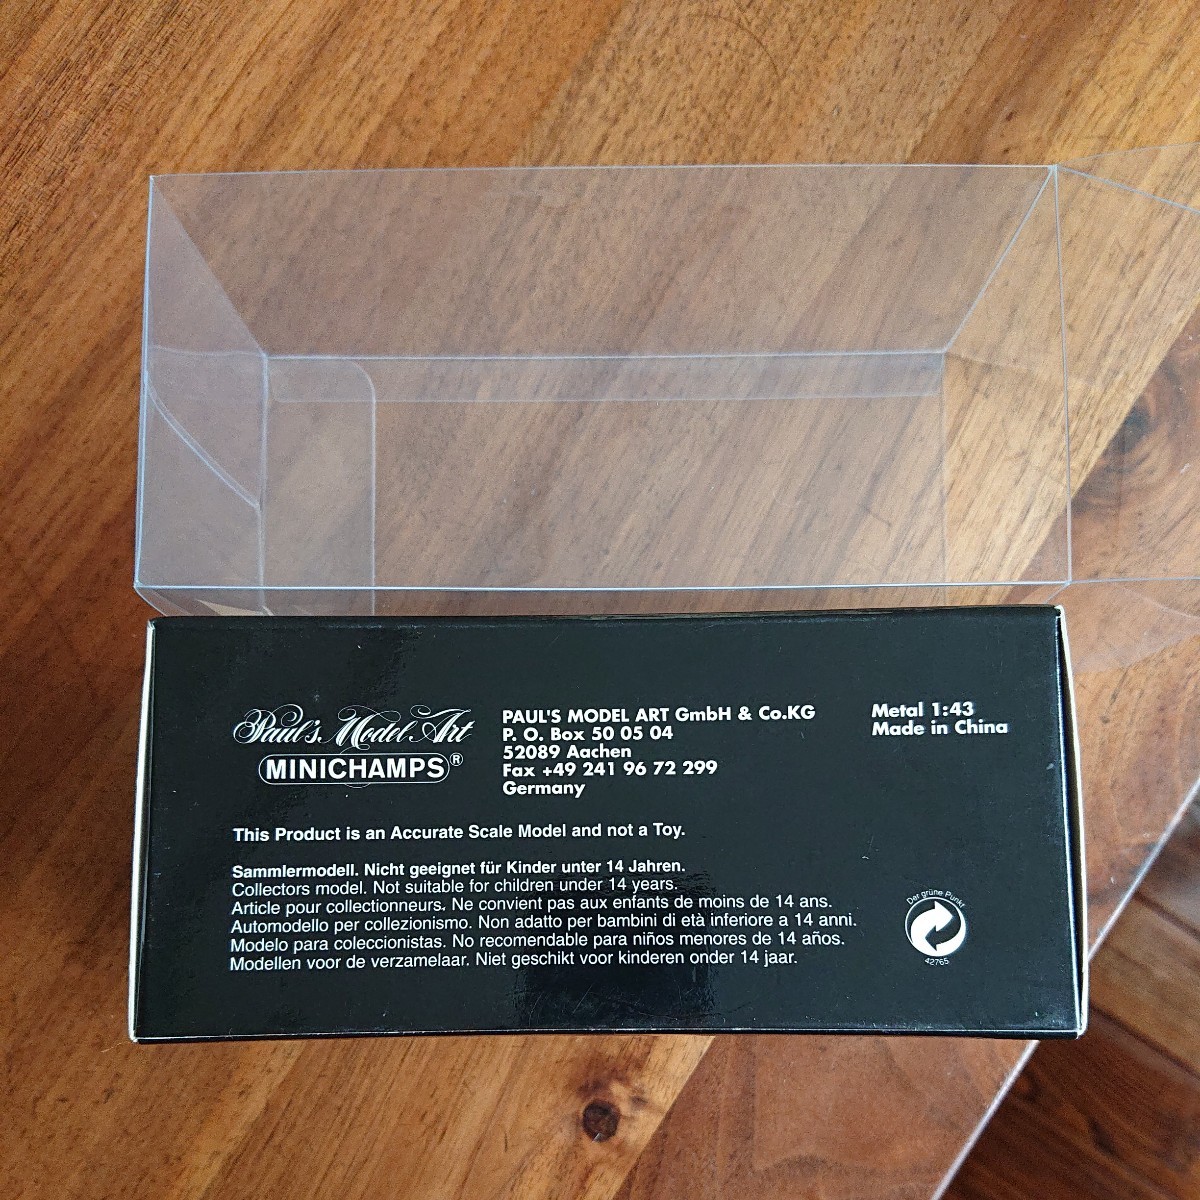 Paul's Model Art
MINICHAMPS®
PAUL'S MODEL ART GmbH & Co.KG
P. O. Box 50 05 04
52089 Aachen
Fax +49 241 96 72 299
Germany
Metal 1:43
Made in China
This Product is an Accurate Scale Model and not a Toy.
Sammlermodell. Nicht geeignet für Kinder unter 14 Jahren.
Collectors model. Not suitable for children under 14 years.
Article pour collectionneurs. Ne convient pas aux enfants de moins de 14 ans.
Automodello per collezionismo. Non adatto per bambini di età inferiore a 14 anni.
Modelo para coleccionistas. No recomendable para niños menores de 14 años.
Modellen voor de verzamelaar. Niet geschikt voor kinderen onder 14 jaar.
Der grüne Punkt
42765